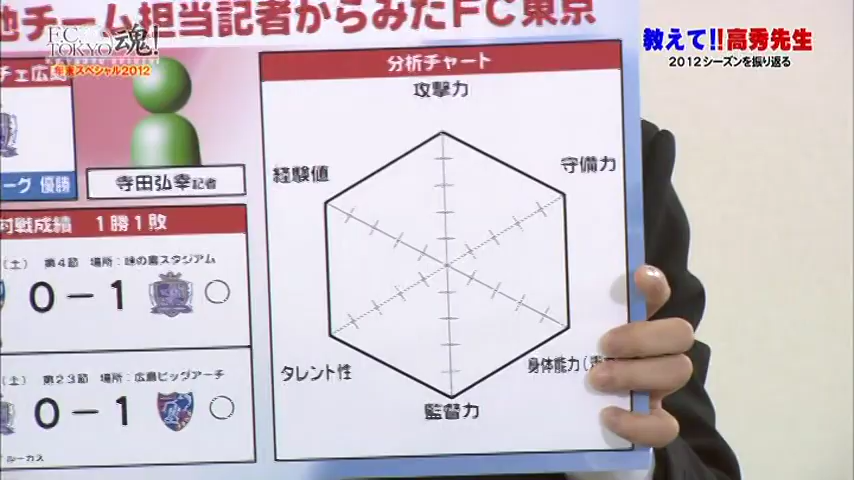 地チーム担当記者からみたFC東京
FC
TOKYO魂!
年末スペシャル2012
教えて!!高秀先生
2012シーズンを振り返る
チェ広島
ーグ 優勝
寺田弘幸記者
対戦成績 1勝1敗
(土) 第4節 場所:味の素スタジアム
0-1 ○
(土) 第23節 場所:広島ビッグアーチ
0-1 ○
ルーカス
分析チャート
攻撃力
経験値
守備力
タレント性
身体能力(走
監督力